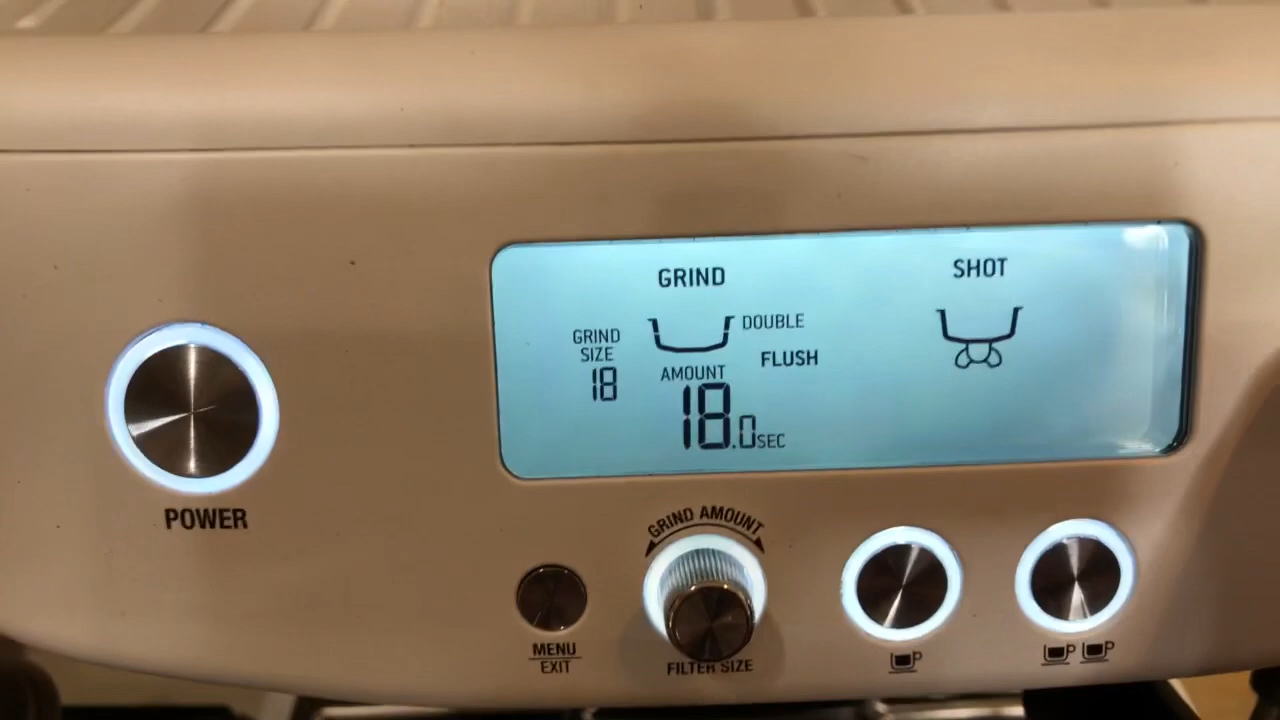 GRIND
SHOT
GRIND
SIZE
18
DOUBLE
FLUSH
AMOUNT
18.0SEC
POWER
GRIND AMOUNT
MENU
EXIT
FILTER SIZE